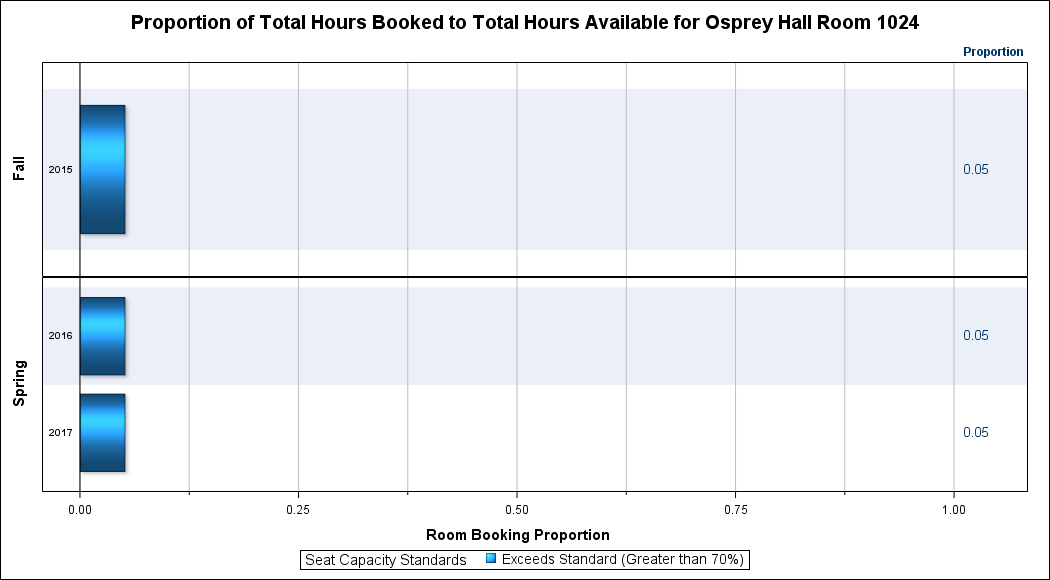 Proportion of Total Hours Booked to Total Hours Available for Osprey Hall Room 1024
Proportion
Fall
2015
0.05
Spring
2016
0.05
2017
0.05
0.00 0.25 0.50 0.75 1.00
Room Booking Proportion
Seat Capacity Standards Exceeds Standard (Greater than 70%)